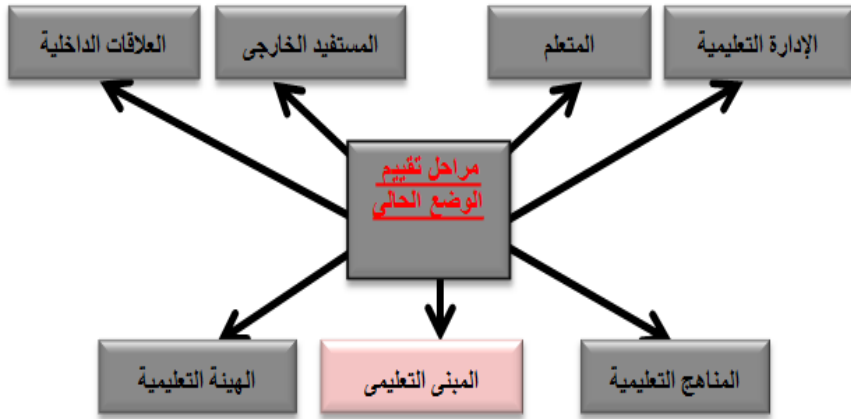 الإدارة التعليمية
المتعلم
المستفيد الخارجى
العلاقات الداخلية
مراحل تقييم
الوضع الحالي
المناهج التعليمية
المبنى التعليمى
الهيئة التعليمية